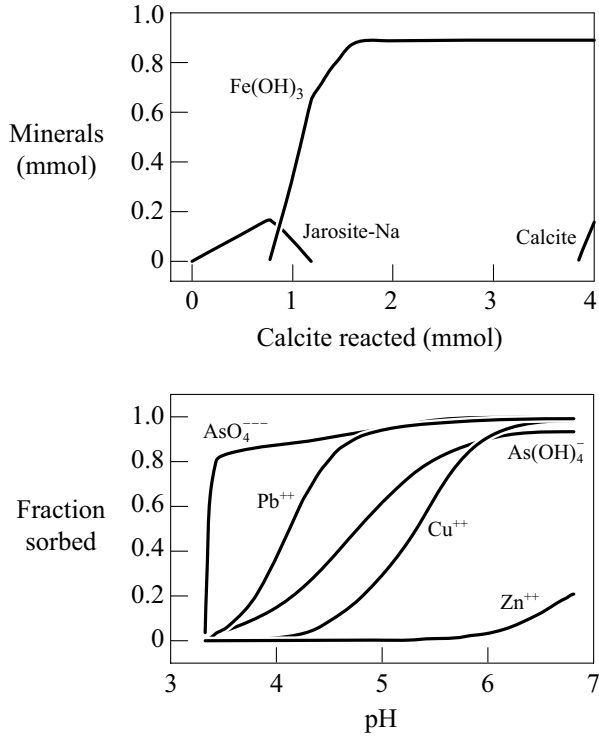 1.0
0.8
Fe(OH)₃
0.6
Minerals
(mmol)
0.4
0.2
Jarosite-Na
Calcite
0
0 1 2 3 4
Calcite reacted (mmol)
1.0
AsO₄⁻⁻⁻
As(OH)₄⁻
0.8
Pb⁺⁺
Fraction
sorbed
0.6
Cu⁺⁺
0.4
0.2
Zn⁺⁺
0
3 4 5 6 7
pH